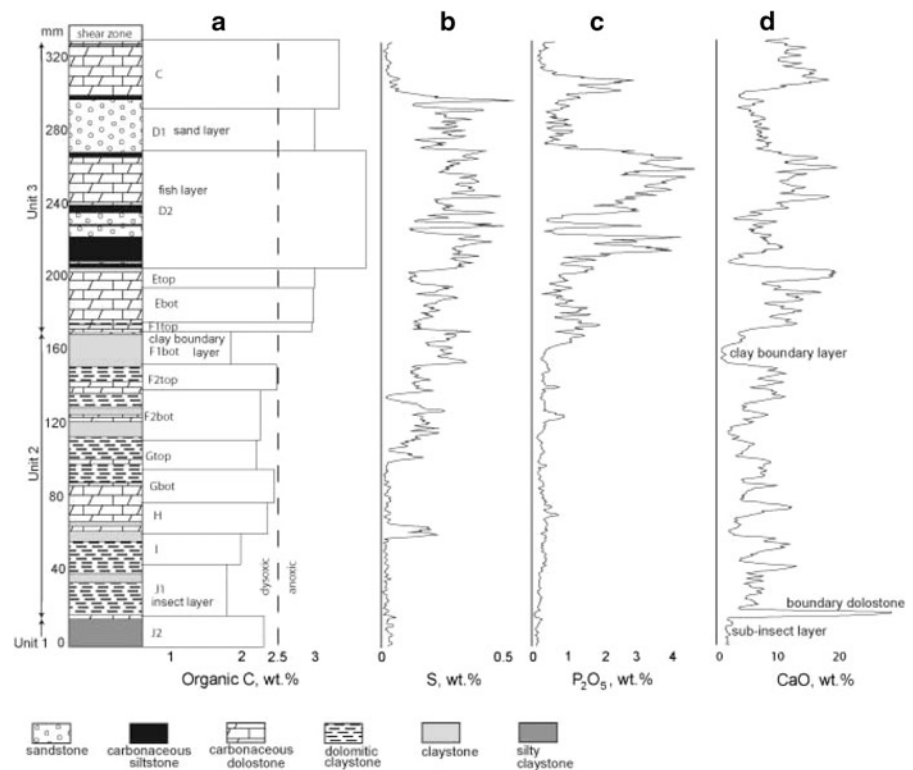 a
b
c
d
mm
shear zone
320
280
240
200
160
120
80
40
0
Unit 3
Unit 2
Unit 1
C
D1 sand layer
fish layer
D2
Etop
Ebot
F1top
clay boundary
F1bot layer
F2top
F2bot
Gtop
Gbot
H
I
J1
insect layer
J2
dysoxic
anoxic
1 2 2.5 3
Organic C, wt.%
0 0.5
S, wt.%
0 1 2 3 4
P2O5, wt.%
clay boundary layer
boundary dolostone
sub-insect layer
0 10 20
CaO, wt.%
sandstone
carbonaceous
siltstone
carbonaceous
dolostone
dolomitic
claystone
claystone
silty
claystone